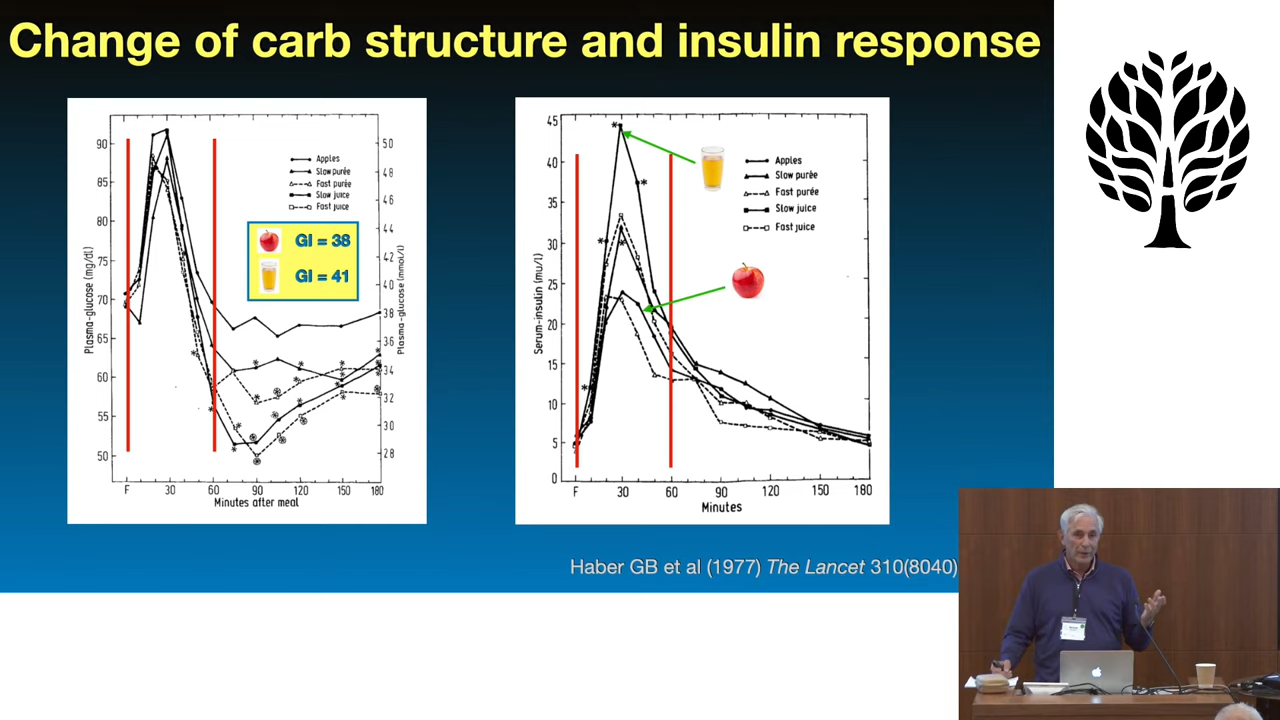 Change of carb structure and insulin response
90
85
80
75
70
65
60
55
50
Plasma-glucose (mg/dl)
50
48
46
44
42
40
38
36
34
32
30
28
Plasma-glucose (mmol/L)
Apples
Slow purée
Fast purée
Slow juice
Fast juice
GI = 38
GI = 41
F 30 60 90 120 150 180
Minutes after meal
45
40
35
30
25
20
15
10
5
0
Serum-insulin (mu/l)
Apples
Slow purée
Fast purée
Slow juice
Fast juice
F 30 60 90 120 150 180
Minutes
Haber GB et al (1977) The Lancet 310(8040)